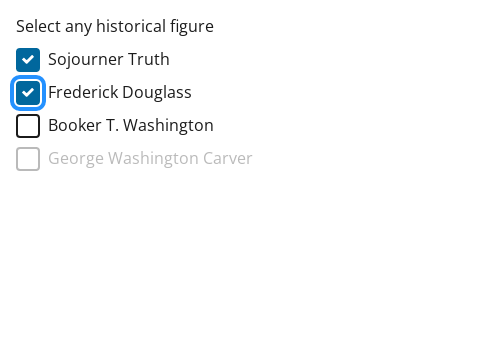 Select any historical figure
Sojourner Truth
Frederick Douglass
Booker T. Washington
George Washington Carver